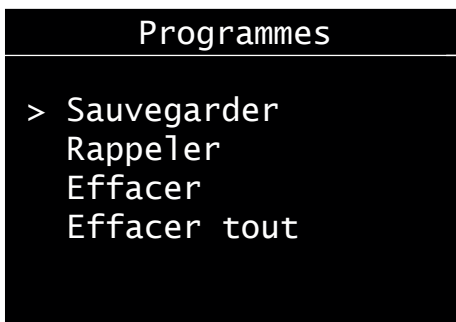 Programmes
> Sauvegarder
Rappeler
Effacer
Effacer tout